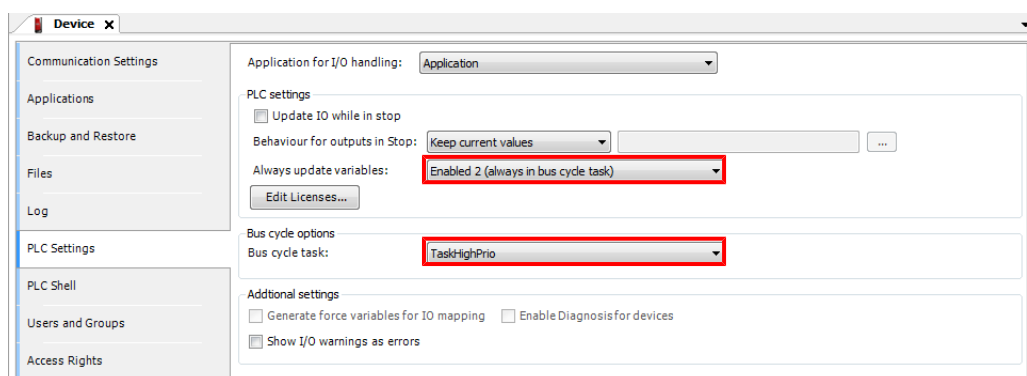 Device X
Communication Settings
Applications
Backup and Restore
Files
Log
PLC Settings
PLC Shell
Users and Groups
Access Rights
Application for I/O handling: Application
PLC settings
Update IO while in stop
Behaviour for outputs in Stop: Keep current values ...
Always update variables: Enabled 2 (always in bus cycle task)
Edit Licenses...
Bus cycle options
Bus cycle task: TaskHighPrio
Addtional settings
Generate force variables for IO mapping Enable Diagnosis for devices
Show I/O warnings as errors